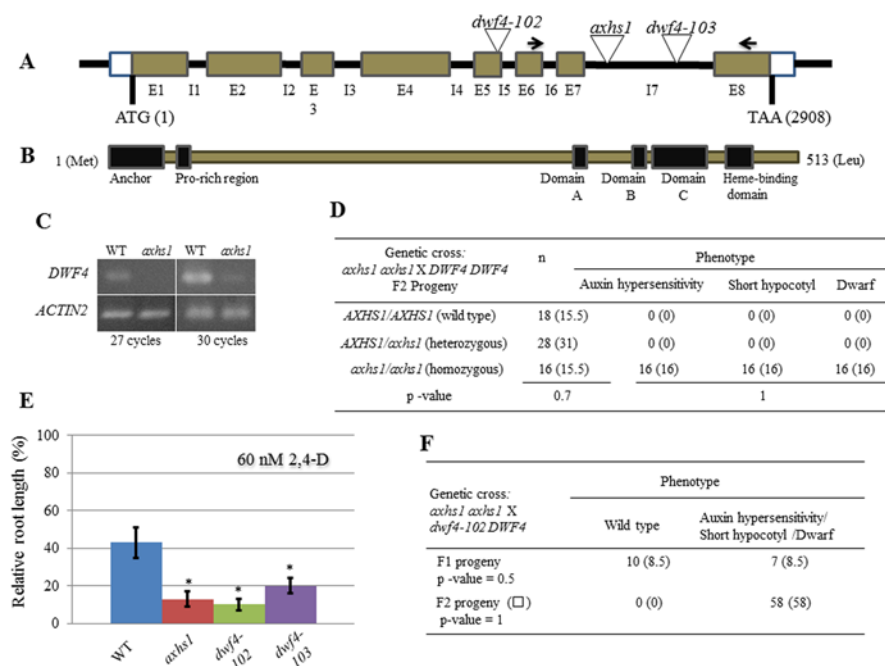 dwf4-102 axhs1 dwf4-103
A
E1 I1 E2 I2 E3 I3 E4 I4 E5 I5 E6 I6 E7 I7 E8
ATG (1) TAA (2908)
B
1 (Met) 513 (Leu)
Anchor Pro-rich region Domain A Domain B Domain C Heme-binding domain
C
WT axhs1 WT axhs1
DWF4
ACTIN2
27 cycles 30 cycles
D
Genetic cross:
axhs1 axhs1 X DWF4 DWF4
F2 Progeny
n
Phenotype
Auxin hypersensitivity Short hypocotyl Dwarf
AXHS1/AXHS1 (wild type) 18 (15.5) 0 (0) 0 (0) 0 (0)
AXHS1/axhs1 (heterozygous) 28 (31) 0 (0) 0 (0) 0 (0)
axhs1/axhs1 (homozygous) 16 (15.5) 16 (16) 16 (16) 16 (16)
p -value 0.7 1
E
Relative root length (%)
100
80
60
40
20
0
60 nM 2,4-D
* * *
WT axhs1 dwf4-102 dwf4-103
F
Genetic cross:
axhs1 axhs1 X
dwf4-102 DWF4
Phenotype
Wild type
Auxin hypersensitivity/
Short hypocotyl /Dwarf
F1 progeny 10 (8.5) 7 (8.5)
p -value = 0.5
F2 progeny (□) 0 (0) 58 (58)
p-value = 1